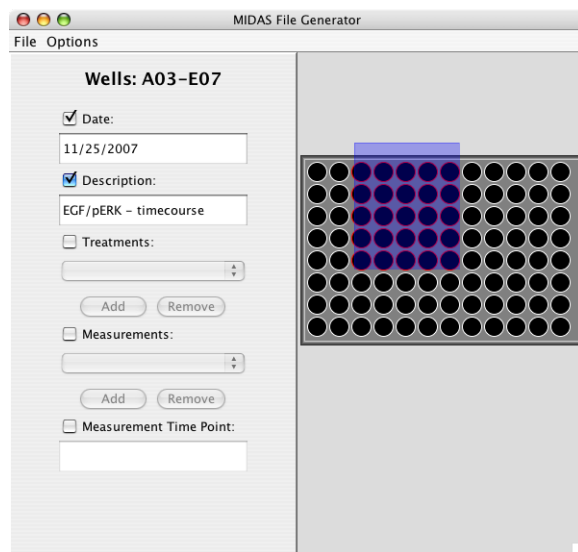 MIDAS File Generator
File Options
Wells: A03-E07
Date:
11/25/2007
Description:
EGF/pERK - timecourse
Treatments:
Add Remove
Measurements:
Add Remove
Measurement Time Point: